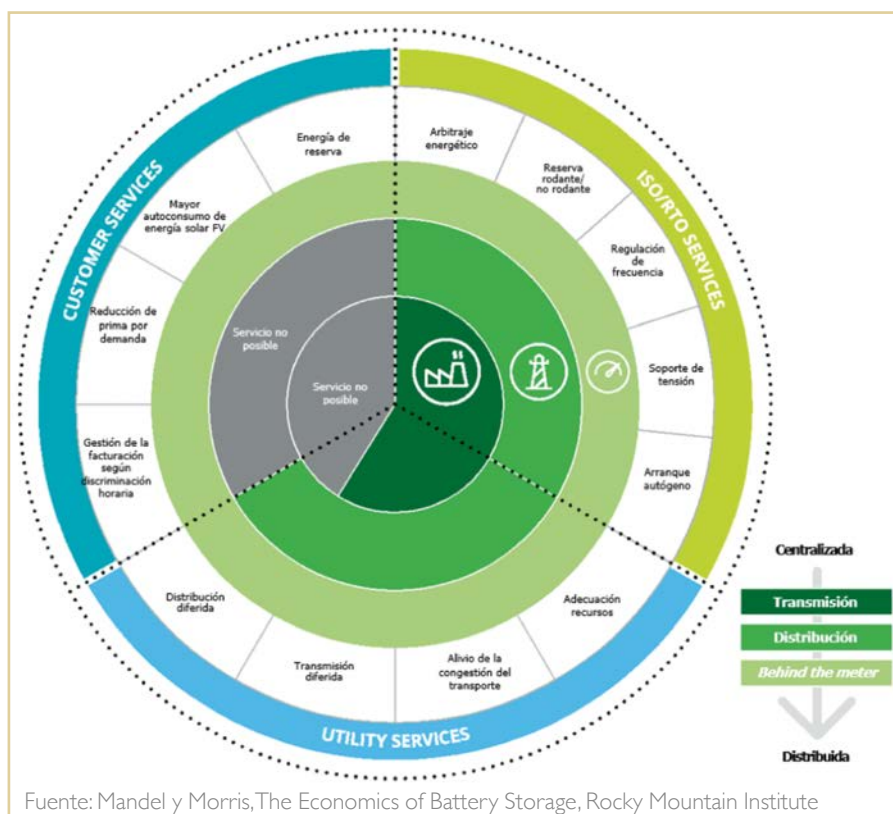 CUSTOMER SERVICES
ISO/RTO SERVICES
UTILITY SERVICES
Energía de
reserva
Arbitraje
energético
Reserva
rodante/
no rodante
Regulación
de
frecuencia
Soporte de
tensión
Arranque
autógeno
Adecuación
recursos
Alivio de la
congestión del
transporte
Transmisión
diferida
Distribución
diferida
Gestión de la
facturación
según
discriminación
horaria
Reducción de
prima por
demanda
Mayor
autoconsumo de
energía solar FV
Servicio no
posible
Servicio no
posible
Centralizada
Transmisión
Distribución
Behind the meter
Distribuida
Fuente: Mandel y Morris, The Economics of Battery Storage, Rocky Mountain Institute